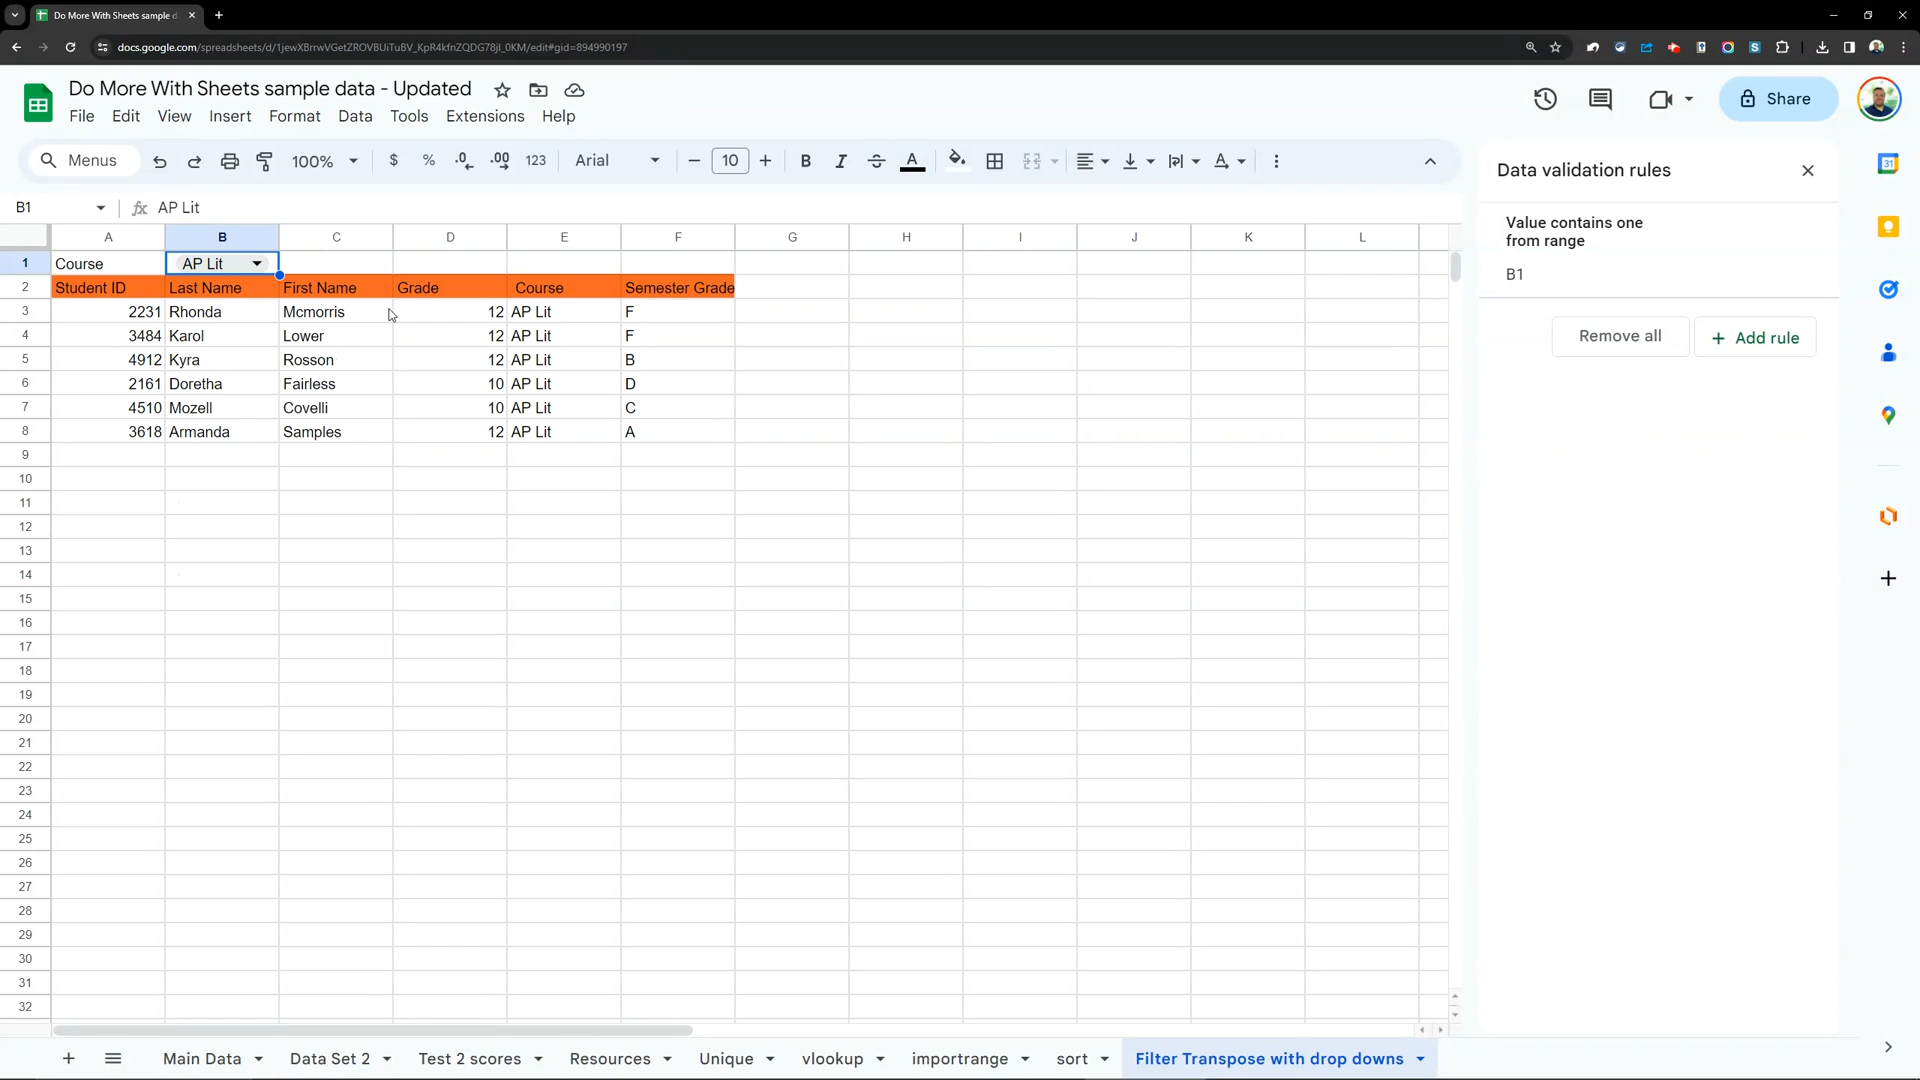 Do More With Sheets sample d
docs.google.com/spreadsheets/d/1jewXBrrwVGetZROVBUiTuBV_KpR4kfnZQDG78jI_0KM/edit#gid=894990197
Do More With Sheets sample data - Updated
File Edit View Insert Format Data Tools Extensions Help
Share
Menus 100% $ % .0 .00 123 Arial − 10 + B I S A A
B1 fx AP Lit
Data validation rules
Value contains one
from range
B1
Remove all + Add rule
A B C D E F G H I J K L
1 Course AP Lit
2 Student ID Last Name First Name Grade Course Semester Grade
3 2231 Rhonda Mcmorris 12 AP Lit F
4 3484 Karol Lower 12 AP Lit F
5 4912 Kyra Rosson 12 AP Lit B
6 2161 Doretha Fairless 10 AP Lit D
7 4510 Mozell Covelli 10 AP Lit C
8 3618 Armanda Samples 12 AP Lit A
9
10
11
12
13
14
15
16
17
18
19
20
21
22
23
24
25
26
27
28
29
30
31
32
31
S
+ Main Data Data Set 2 Test 2 scores Resources Unique vlookup importrange sort Filter Transpose with drop downs